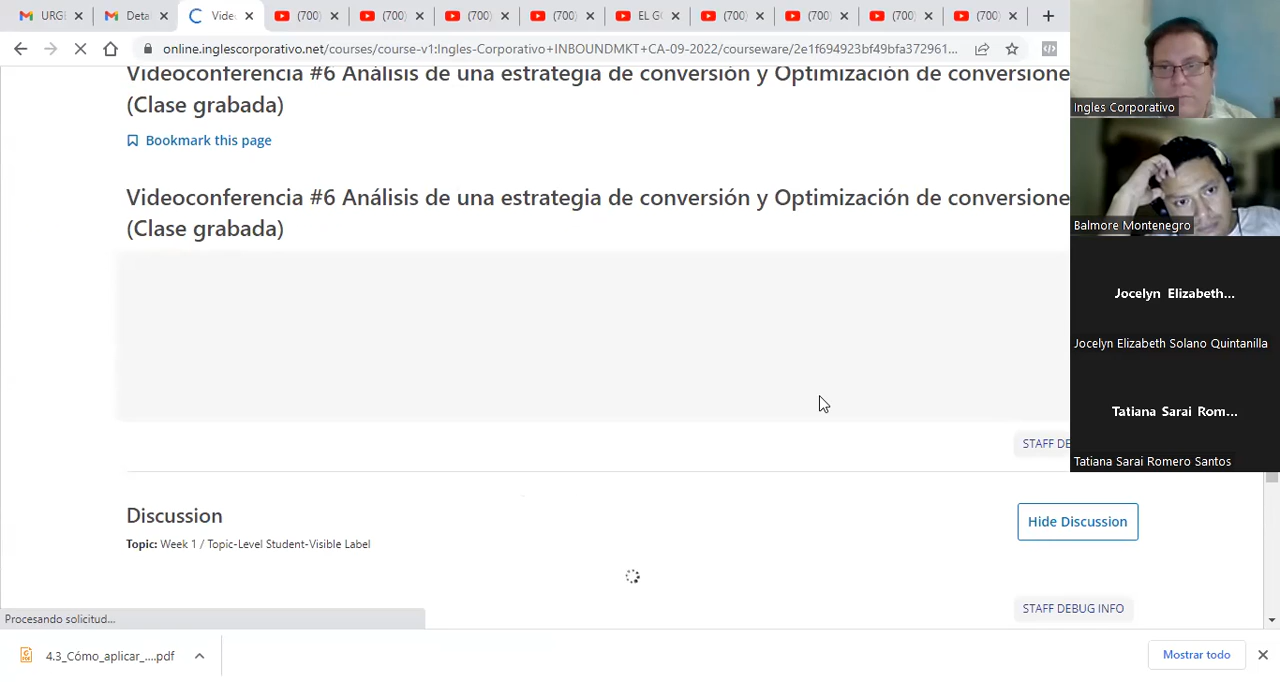 URGE
Deta
Vide
(700)
(700)
(700)
(700)
EL G
(700)
(700)
(700)
(700)
online.inglescorporativo.net/courses/course-v1:Ingles-Corporativo+INBOUNDMKT+CA-09-2022/courseware/2e1f694923bf49bfa372961...
Videoconferencia #6 Análisis de una estrategia de conversión y Optimización de conversione
(Clase grabada)
Bookmark this page
Videoconferencia #6 Análisis de una estrategia de conversión y Optimización de conversione
(Clase grabada)
STAFF DE
Discussion
Hide Discussion
Topic: Week 1 / Topic-Level Student-Visible Label
STAFF DEBUG INFO
Procesando solicitud...
4.3_Cómo_aplicar_....pdf
Mostrar todo
Ingles Corporativo
Balmore Montenegro
Jocelyn Elizabeth...
Jocelyn Elizabeth Solano Quintanilla
Tatiana Sarai Rom...
Tatiana Sarai Romero Santos